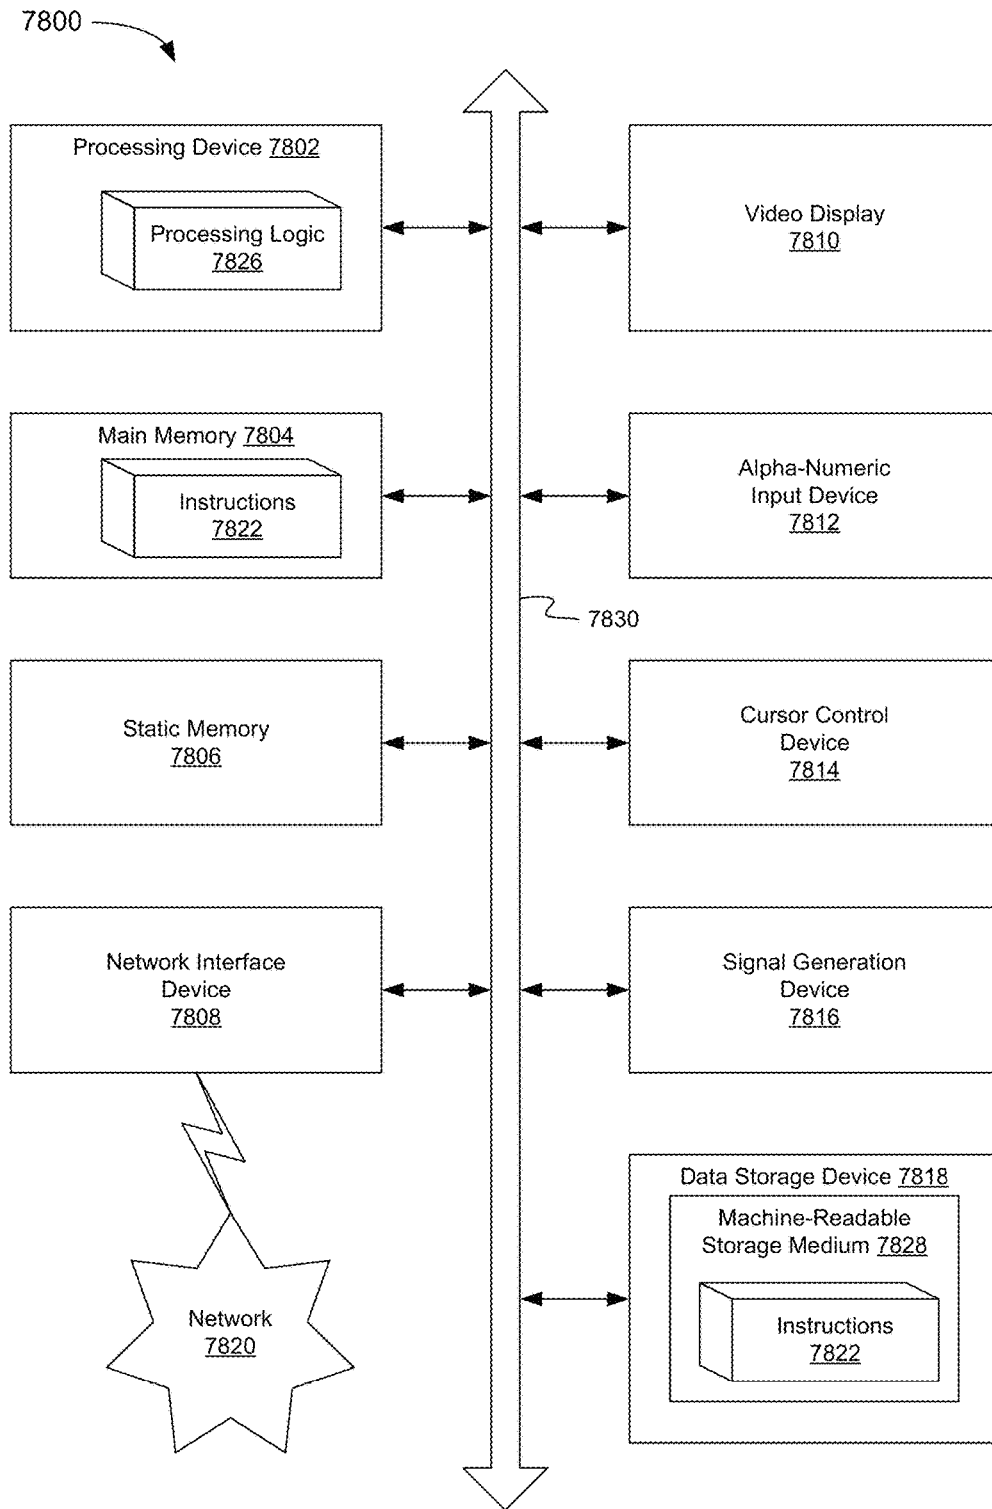 7800
Processing Device 7802
Processing Logic
7826
Video Display
7810
Main Memory 7804
Instructions
7822
Alpha-Numeric
Input Device
7812
7830
Static Memory
7806
Cursor Control
Device
7814
Network Interface
Device
7808
Signal Generation
Device
7816
Data Storage Device 7818
Machine-Readable
Storage Medium 7828
Instructions
7822
Network
7820